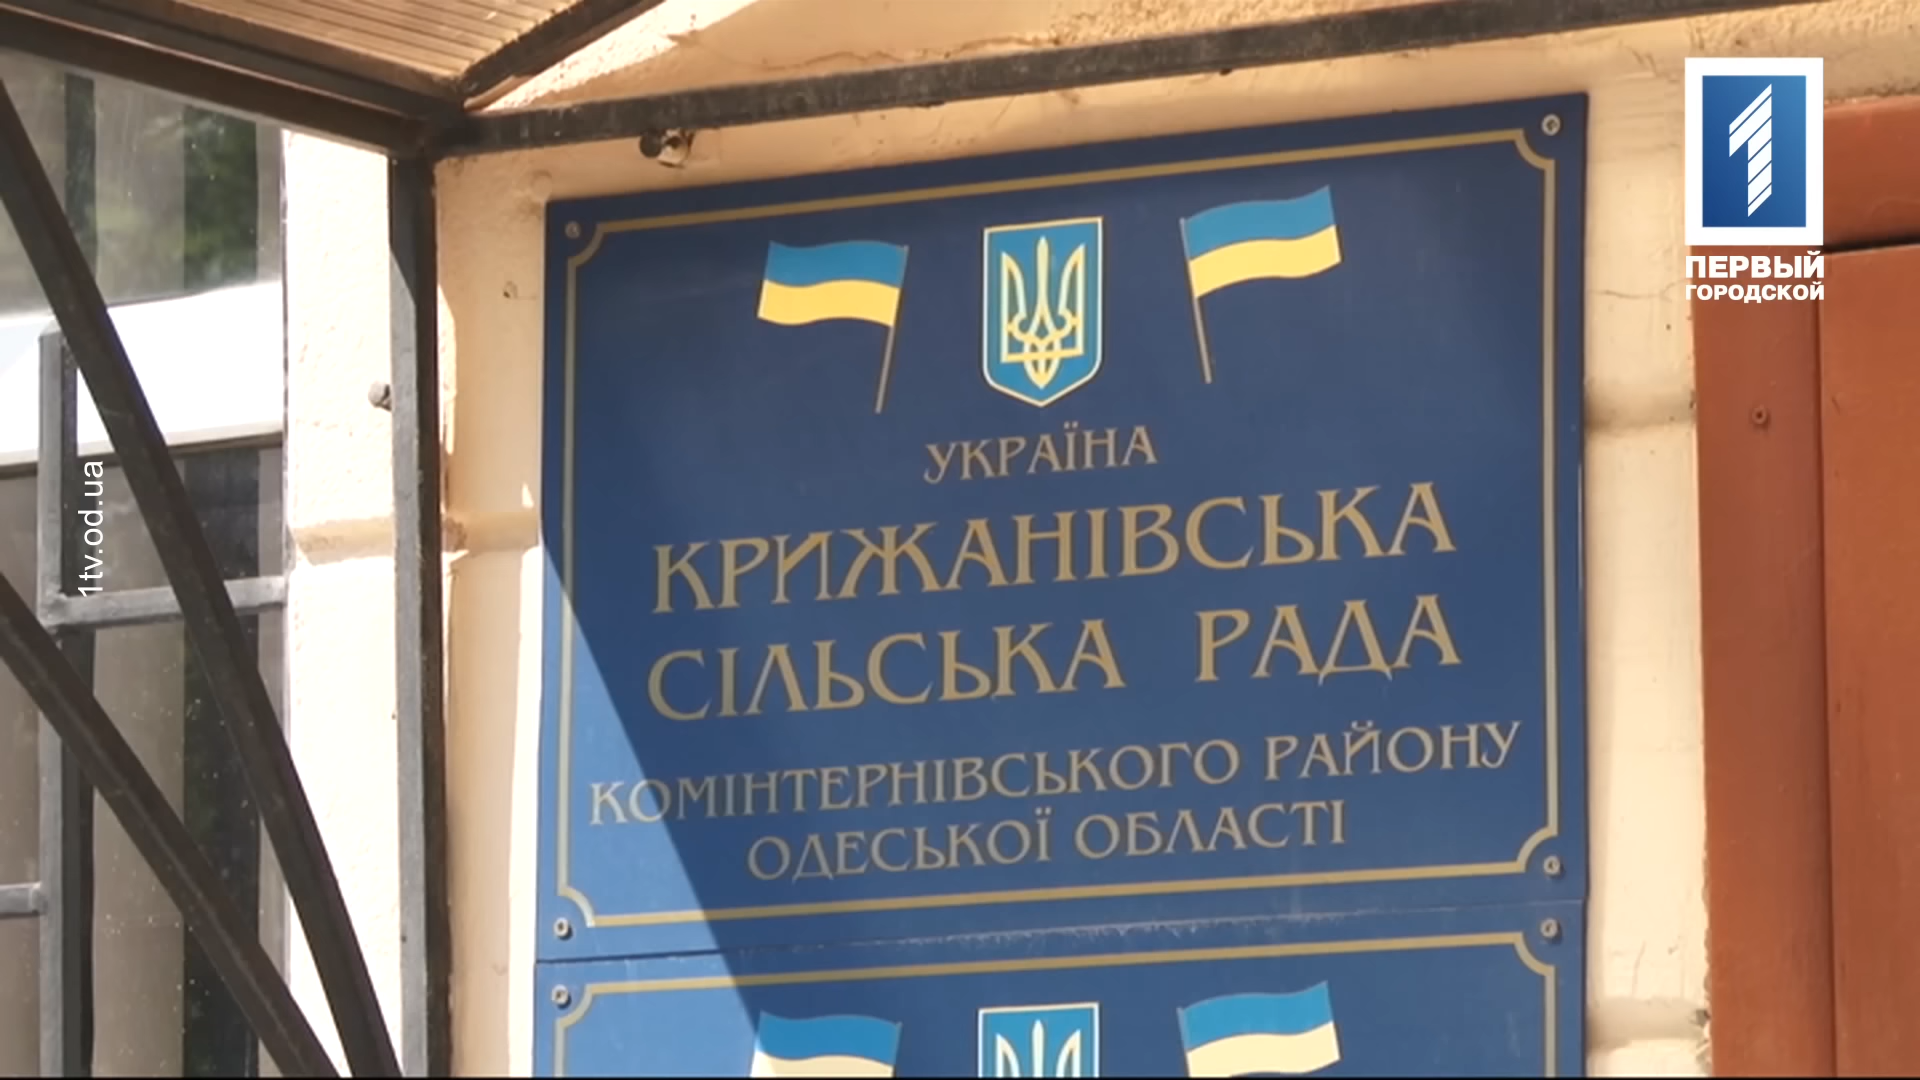 ПЕРВЫЙ
ГОРОДСКОЙ
1tv.od.ua
УКРАЇНА
КРИЖАНІВСЬКА
СІЛЬСЬКА РАДА
КОМІНТЕРНІВСЬКОГО РАЙОНУ
ОДЕСЬКОЇ ОБЛАСТІ